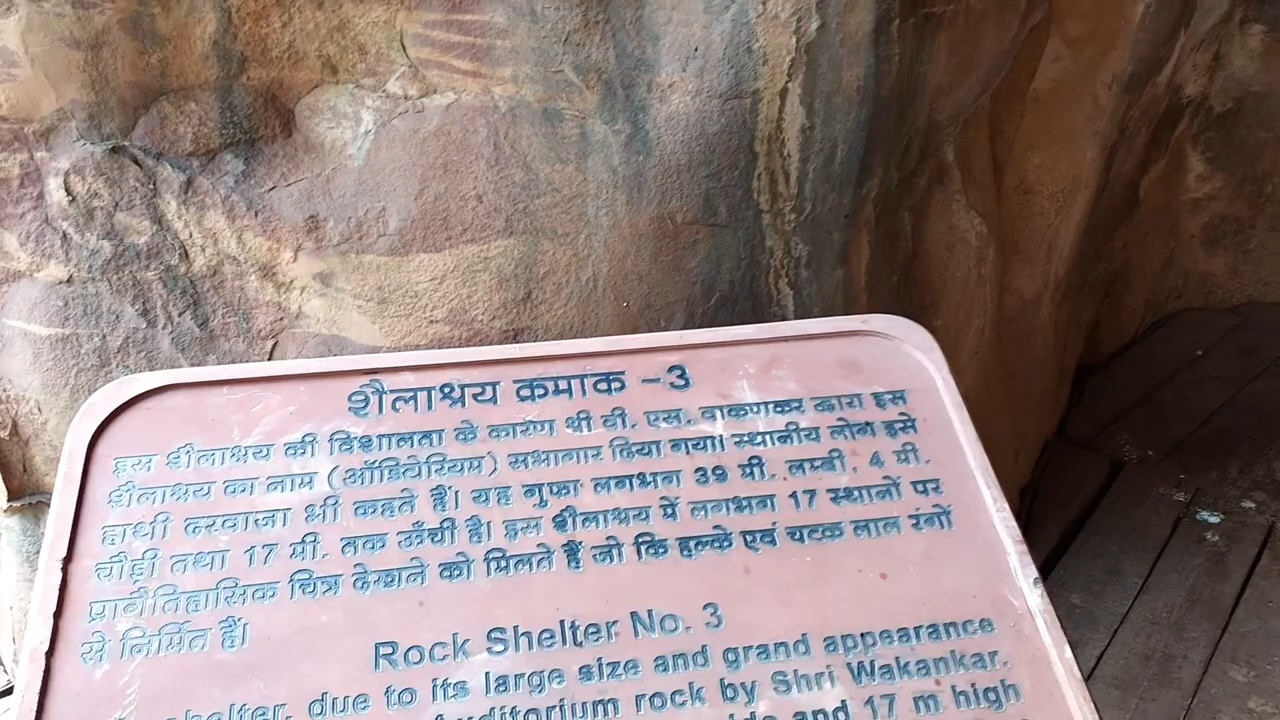 शैलाश्रय क्रमांक -3
इस शैलाश्रय की विशालता के कारण श्री वी. एस. वाकणकर द्वारा इस
शैलाश्रय का नाम (ऑडिटोरियम) सभागार दिया गया। स्थानीय लोग इसे
हाथी दरवाजा भी कहते हैं। यह गुफा लगभग 39 मी. लम्बी, 4 मी.
चौड़ी तथा 17 मी. तक ऊँची है। इस शैलाश्रय में लगभग 17 स्थानों पर
प्रागैतिहासिक चित्र देखने को मिलते हैं जो कि हल्के एवं चटक लाल रंगों
से निर्मित हैं।
Rock Shelter No. 3
shelter, due to its large size and grand appearance
Auditorium rock by Shri Wakankar.
and 17 m high